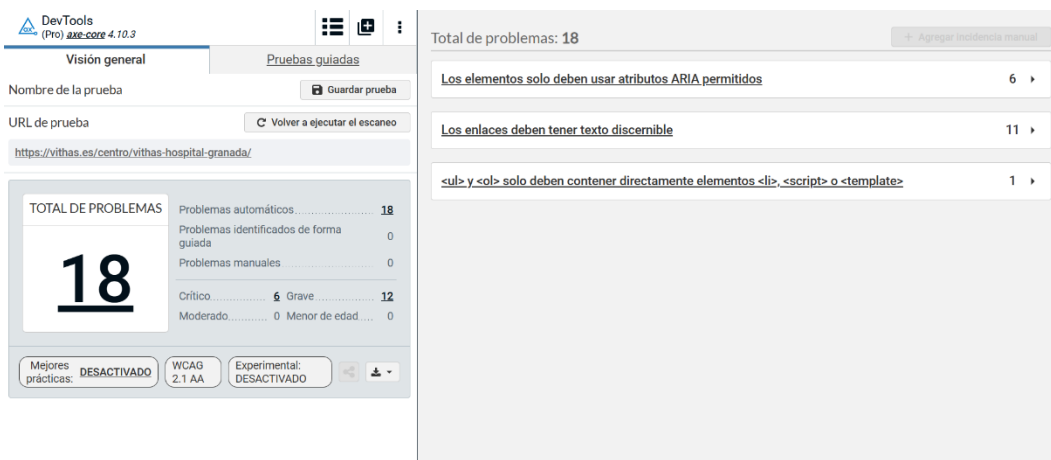 DevTools
(Pro) axe-core 4.10.3
Visión general
Pruebas guiadas
Nombre de la prueba
Guardar prueba
URL de prueba
Volver a ejecutar el escaneo
https://vithas.es/centro/vithas-hospital-granada/
TOTAL DE PROBLEMAS
18
Problemas automáticos 18
Problemas identificados de forma
guiada 0
Problemas manuales 0
Crítico 6 Grave 12
Moderado 0 Menor de edad 0
Mejores
prácticas: DESACTIVADO
WCAG
2.1 AA
Experimental:
DESACTIVADO
Total de problemas: 18
+ Agregar incidencia manual
Los elementos solo deben usar atributos ARIA permitidos 6
Los enlaces deben tener texto discernible 11
<ul> y <ol> solo deben contener directamente elementos <li>, <script> o <template> 1